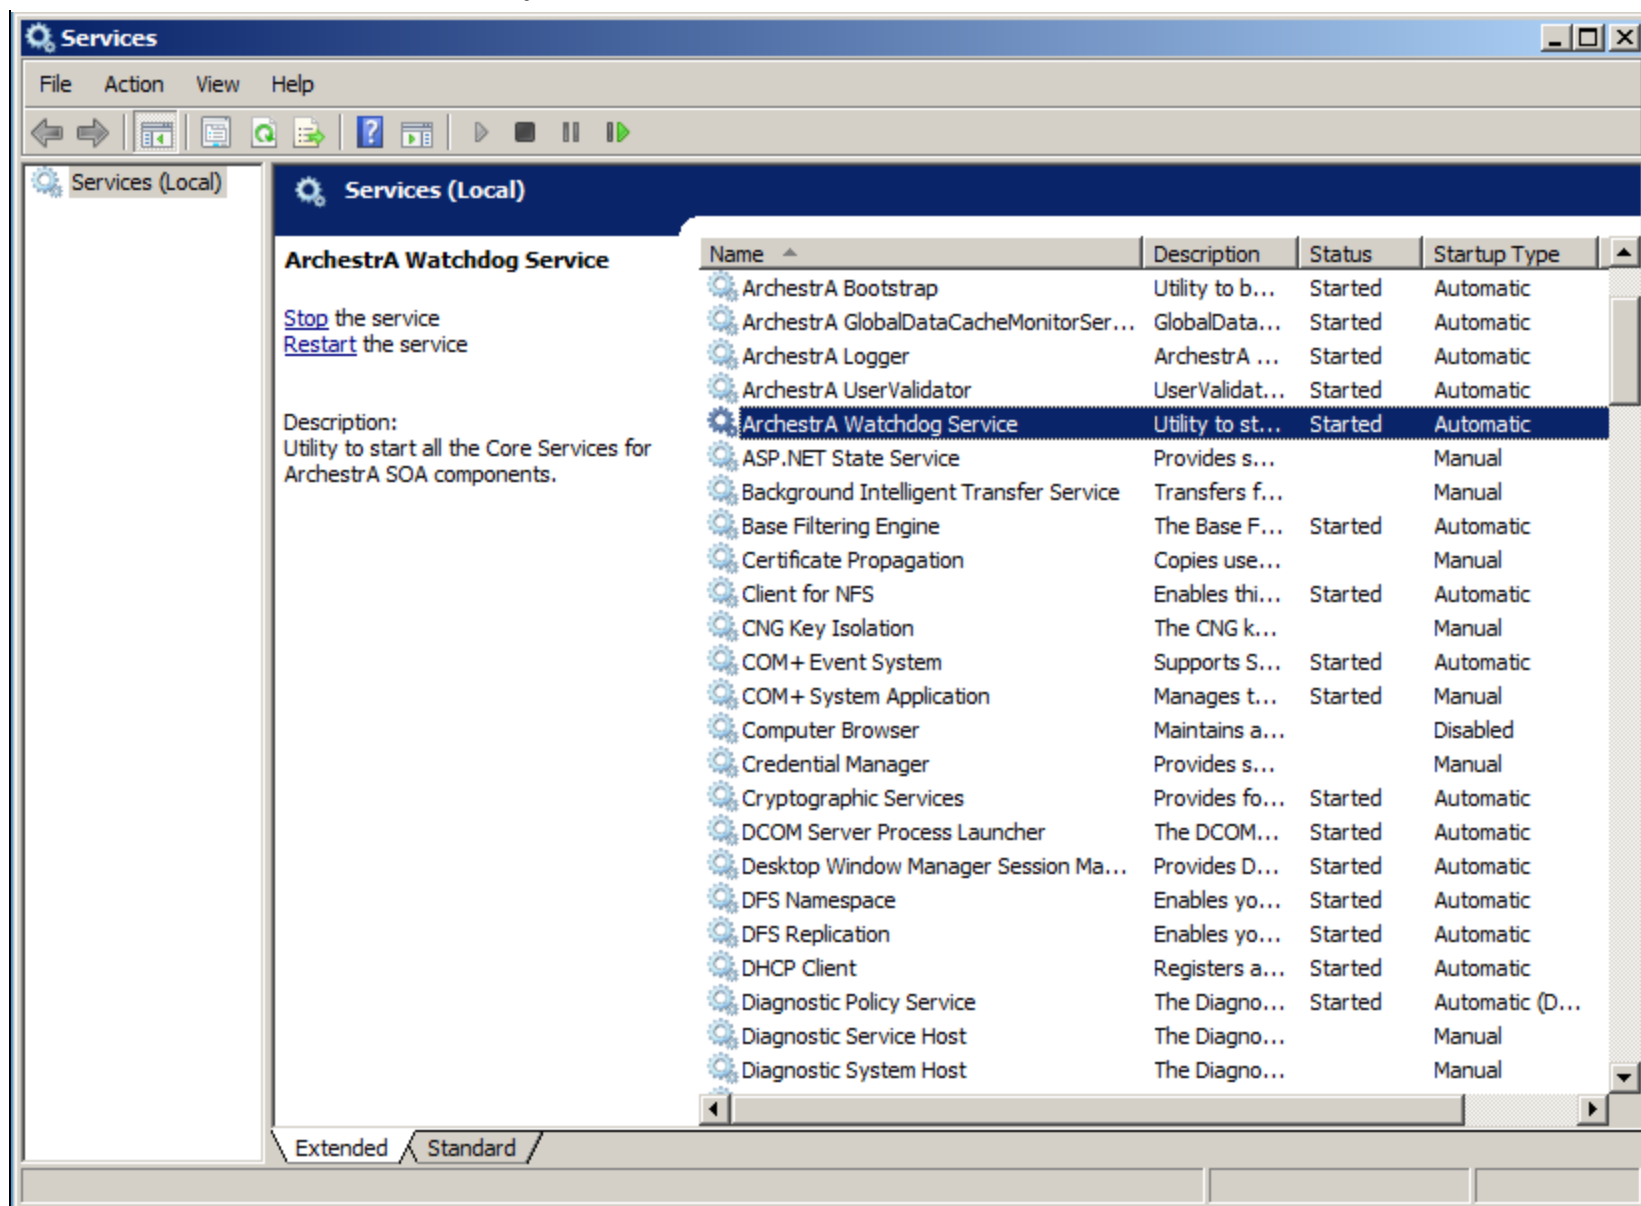 Services
File Action View Help
Services (Local)
Services (Local)
ArchestrA Watchdog Service
Stop the service
Restart the service
Description:
Utility to start all the Core Services for
ArchestrA SOA components.
Name Description Status Startup Type
ArchestrA Bootstrap Utility to b... Started Automatic
ArchestrA GlobalDataCacheMonitorSer... GlobalData... Started Automatic
ArchestrA Logger ArchestrA ... Started Automatic
ArchestrA UserValidator UserValidat... Started Automatic
ArchestrA Watchdog Service Utility to st... Started Automatic
ASP.NET State Service Provides s... Manual
Background Intelligent Transfer Service Transfers f... Manual
Base Filtering Engine The Base F... Started Automatic
Certificate Propagation Copies use... Manual
Client for NFS Enables thi... Started Automatic
CNG Key Isolation The CNG k... Manual
COM+ Event System Supports S... Started Automatic
COM+ System Application Manages t... Started Manual
Computer Browser Maintains a... Disabled
Credential Manager Provides s... Manual
Cryptographic Services Provides fo... Started Automatic
DCOM Server Process Launcher The DCOM... Started Automatic
Desktop Window Manager Session Ma... Provides D... Started Automatic
DFS Namespace Enables yo... Started Automatic
DFS Replication Enables yo... Started Automatic
DHCP Client Registers a... Started Automatic
Diagnostic Policy Service The Diagno... Started Automatic (D...
Diagnostic Service Host The Diagno... Manual
Diagnostic System Host The Diagno... Manual
Extended Standard